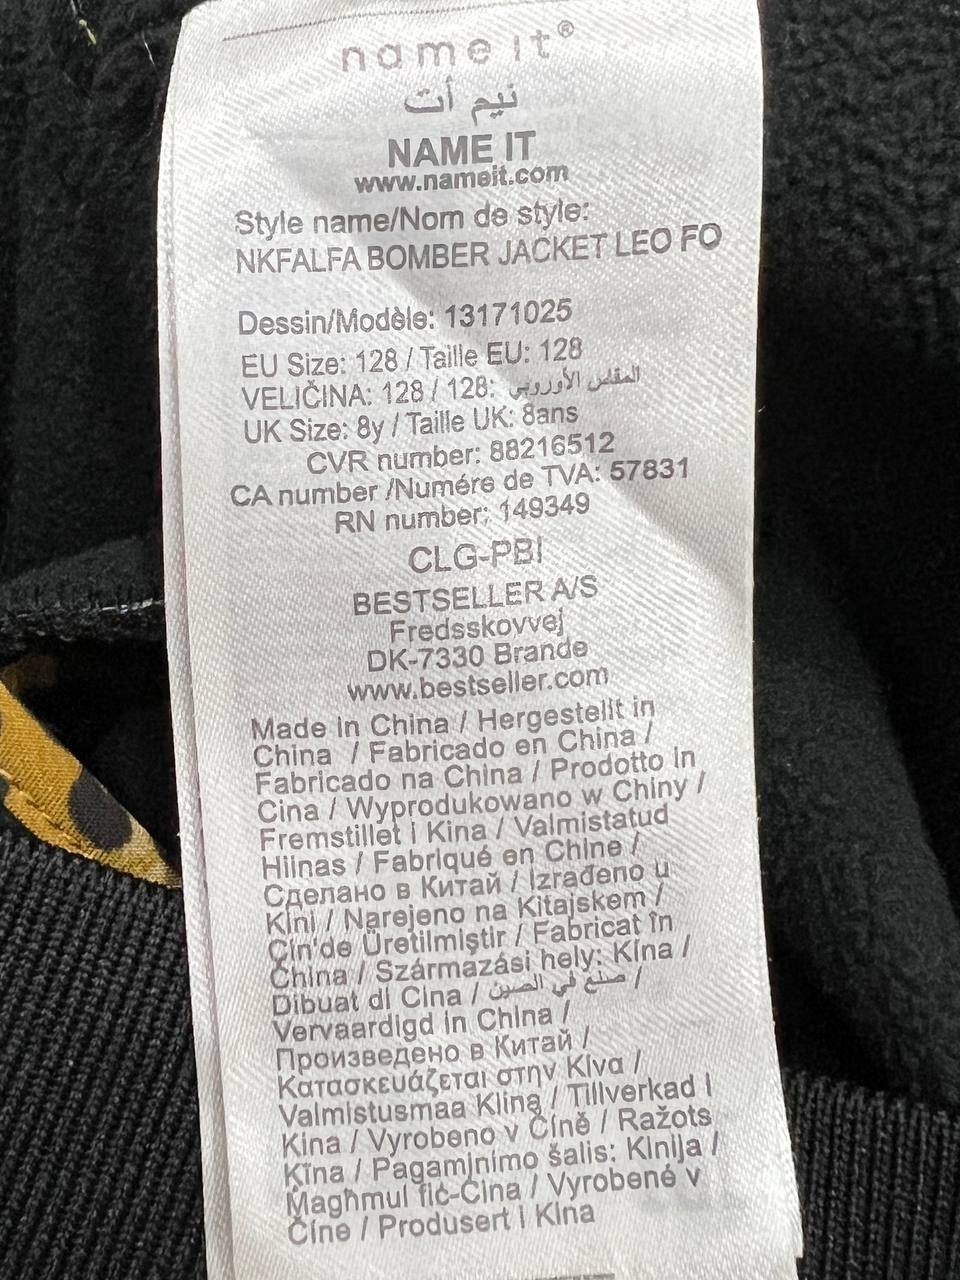 name it®
نيم أت
NAME IT
www.nameit.com
Style name/Nom de style:
NKFALFA BOMBER JACKET LEO FO
Dessin/Modèle: 13171025
EU Size: 128 / Taille EU: 128
VELIČINA: 128 / 128: المقاس الأوروبي
UK Size: 8y / Taille UK: 8ans
CVR number: 88216512
CA number /Numére de TVA: 57831
RN number: 149349
CLG-PBI
BESTSELLER A/S
Fredsskovvej
DK-7330 Brande
www.bestseller.com
Made in China / Hergestellt in
China / Fabricado en China /
Fabricado na China / Prodotto in
Cina / Wyprodukowano w Chiny /
Fremstillet i Kina / Valmistatud
Hiinas / Fabriqué en Chine /
Сделано в Китай / Izrađeno u
Kini / Narejeno na Kitajskem /
Çin'de Üretilmiştir / Fabricat în
China / Származási hely: Kína /
Dibuat di Cina / صنع في الصين /
Vervaardigd in China /
Произведено в Китай /
Κατασκευάζεται στην Κίνα /
Valmistusmaa Kiina / Tillverkad i
Kina / Vyrobeno v Číně / Ražots
Ķīna / Pagaminimo šalis: Kinija /
Magħmul fiċ-Ċina / Vyrobené v
Číne / Produsert i Kina